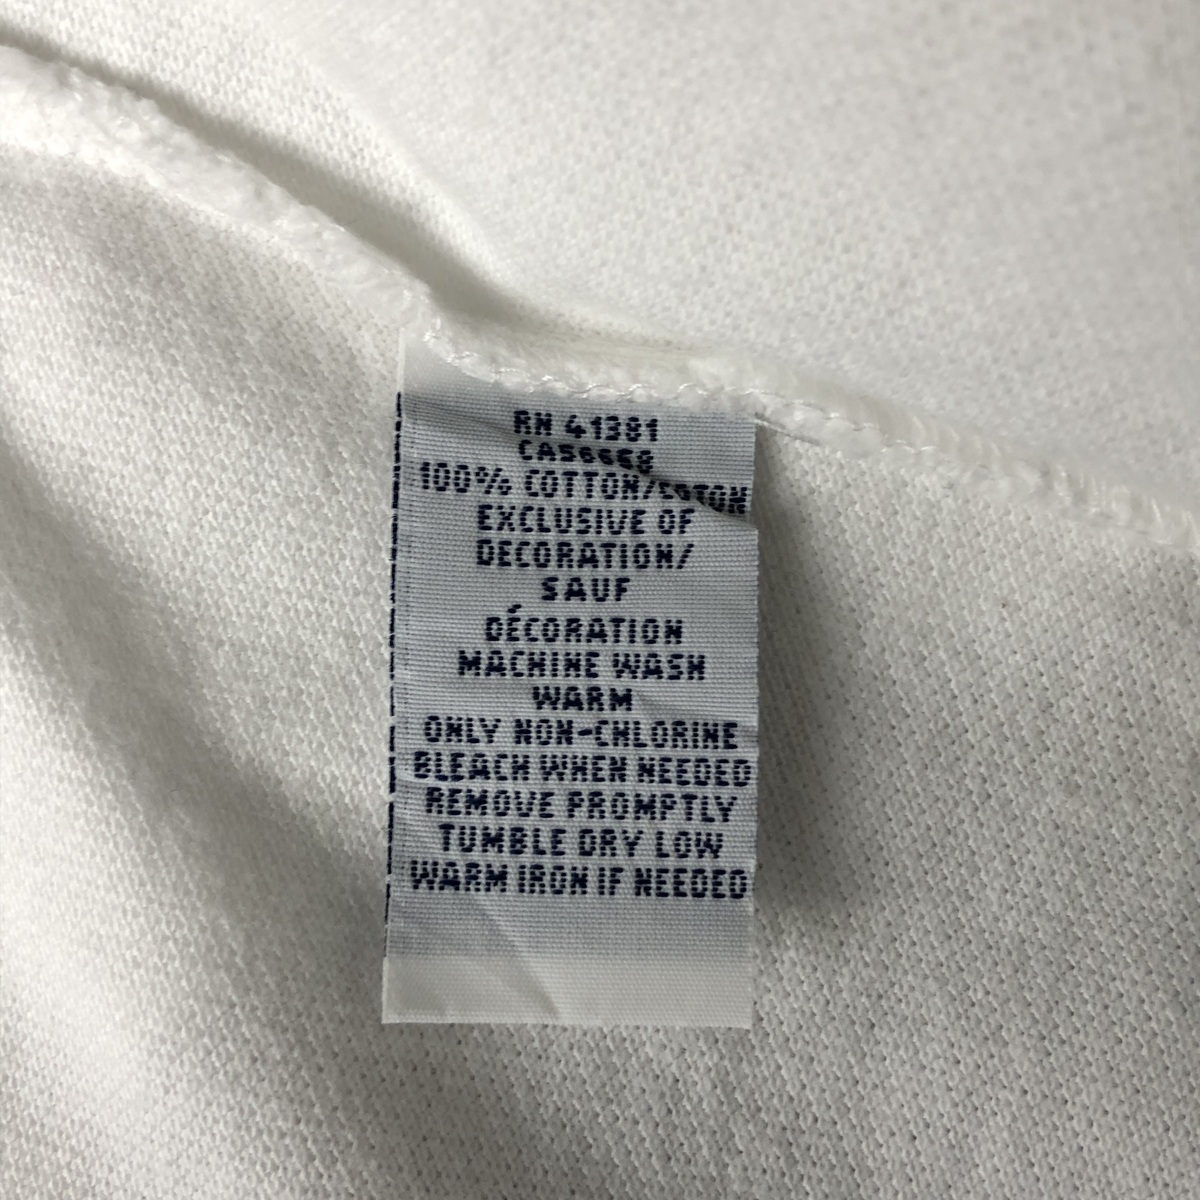 RN 41381
CA56668
100% COTTON/COTON
EXCLUSIVE OF
DECORATION/
SAUF
DÉCORATION
MACHINE WASH
WARM
ONLY NON-CHLORINE
BLEACH WHEN NEEDED
REMOVE PROMPTLY
TUMBLE DRY LOW
WARM IRON IF NEEDED